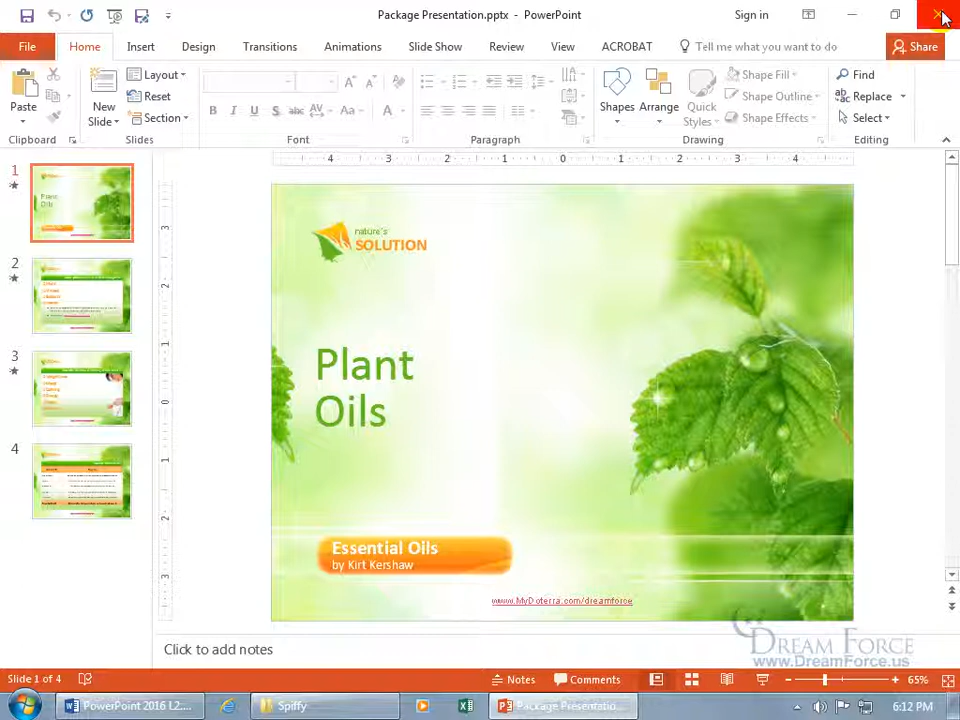 Package Presentation.pptx - PowerPoint
Sign in
File
Home
Insert
Design
Transitions
Animations
Slide Show
Review
View
ACROBAT
Tell me what you want to do
Share
Paste
New
Slide
Layout
Reset
Section
Shapes
Arrange
Quick
Styles
Shape Fill
Shape Outline
Shape Effects
Find
Replace
Select
Clipboard
Slides
Font
Paragraph
Drawing
Editing
1
2
3
4
nature's
SOLUTION
Plant
Oils
Essential Oils
by Kirt Kershaw
www.MyDoterra.com/dreamforce
Click to add notes
DREAM FORCE
www.DreamForce.us
Slide 1 of 4
Notes
Comments
65%
PowerPoint 2016 L2:...
Spiffy
Package Presentatio...
6:12 PM